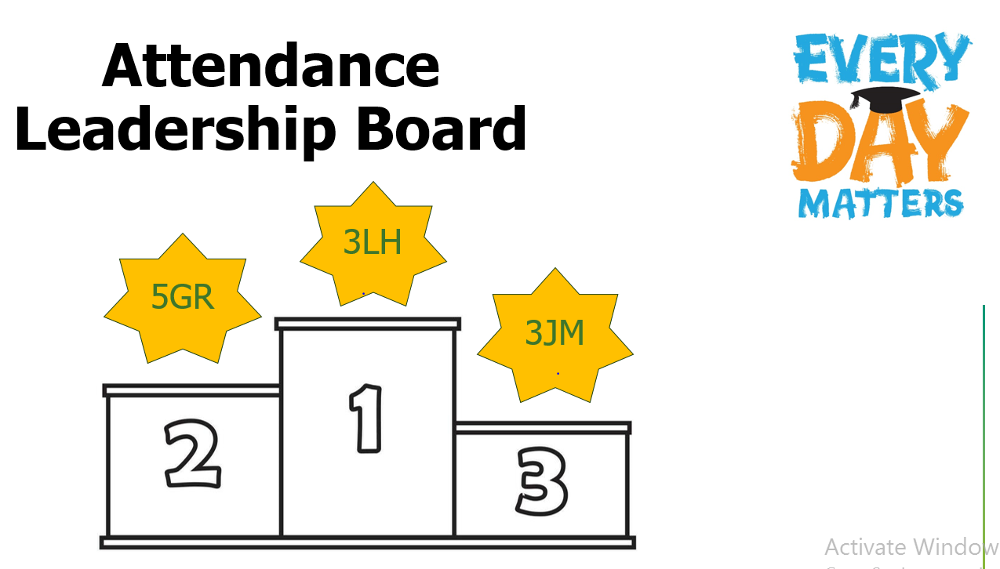 Attendance
Leadership Board
EVERY
DAY
MATTERS
3LH
5GR
3JM
1
2
3
Activate Window